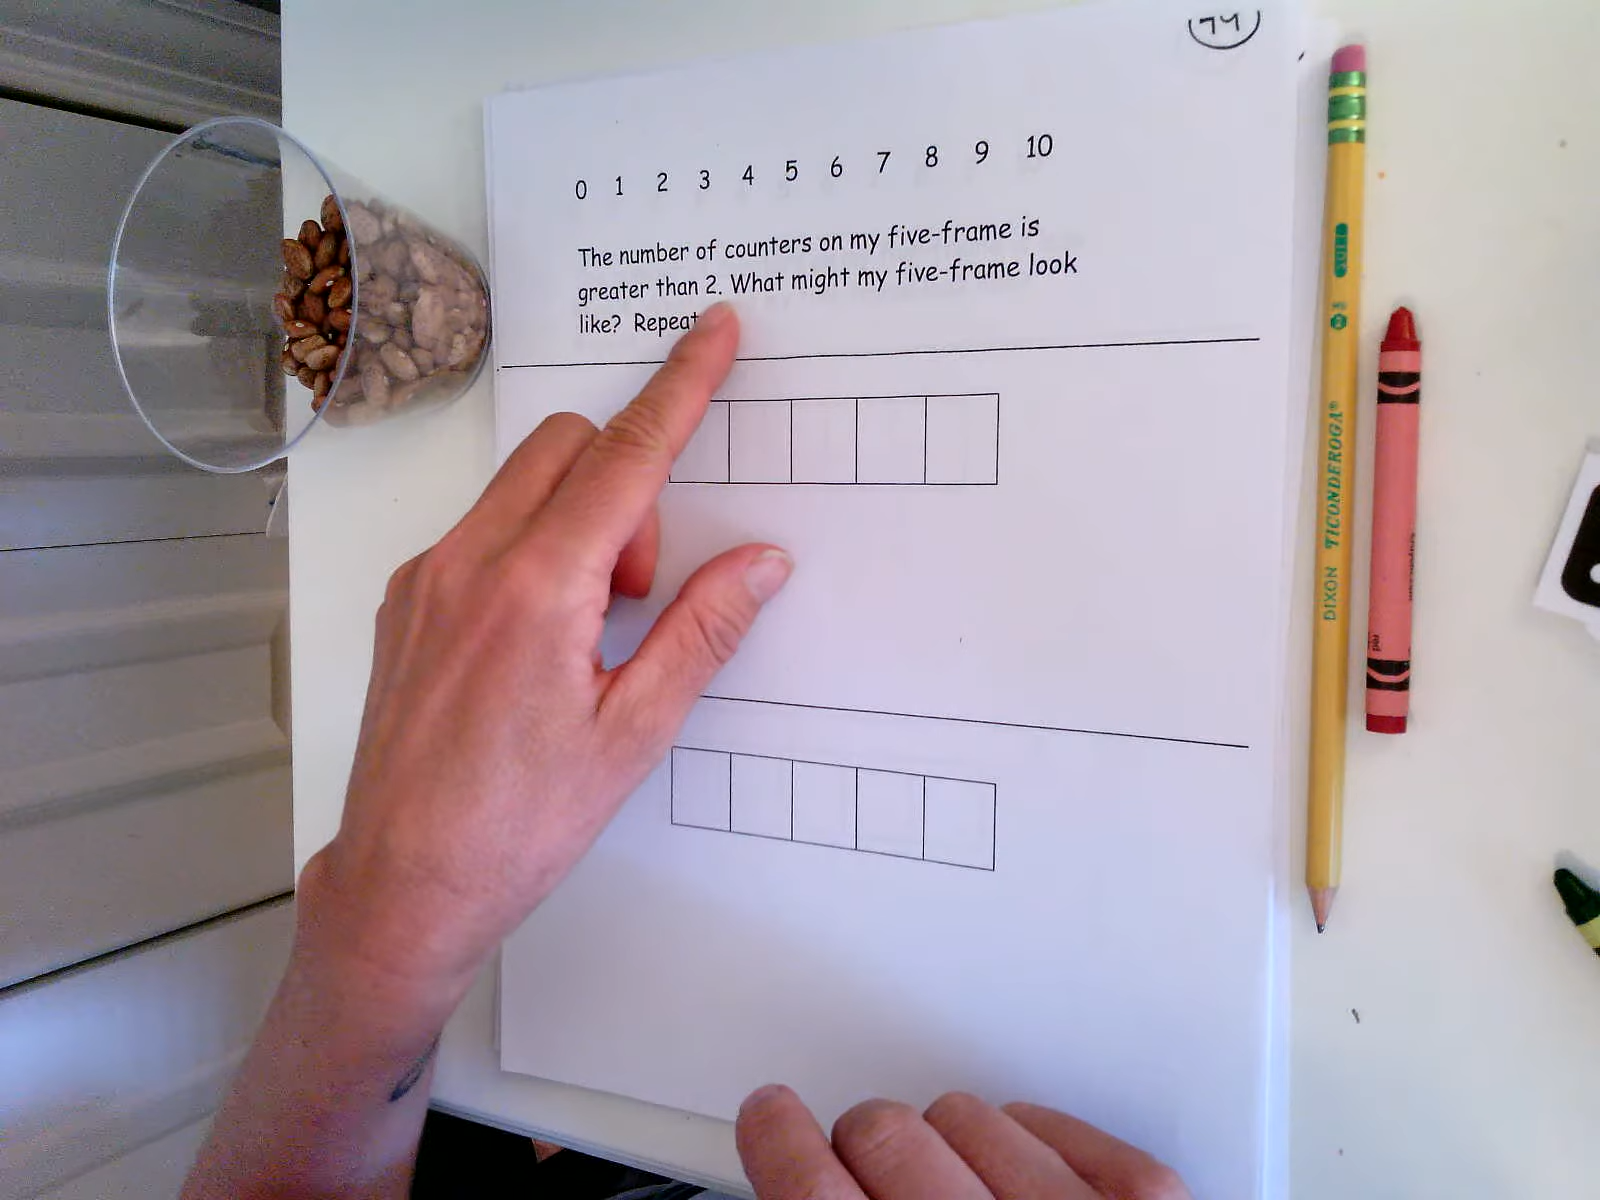 74
0 1 2 3 4 5 6 7 8 9 10
The number of counters on my five-frame is
greater than 2. What might my five-frame look
like? Repeat
DIXON TICONDEROGA®
red